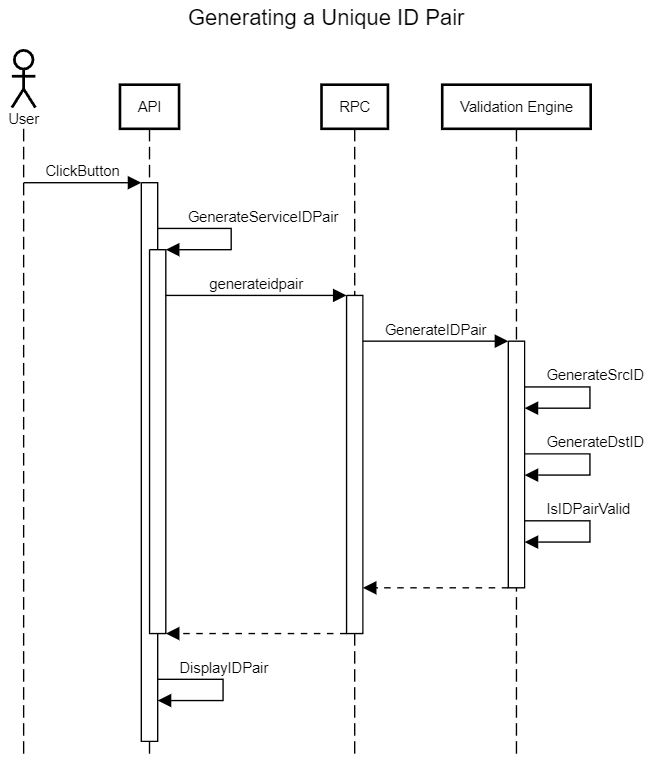 Generating a Unique ID Pair
User
API
RPC
Validation Engine
ClickButton
GenerateServiceIDPair
generateidpair
GenerateIDPair
GenerateSrcID
GenerateDstID
IsIDPairValid
DisplayIDPair